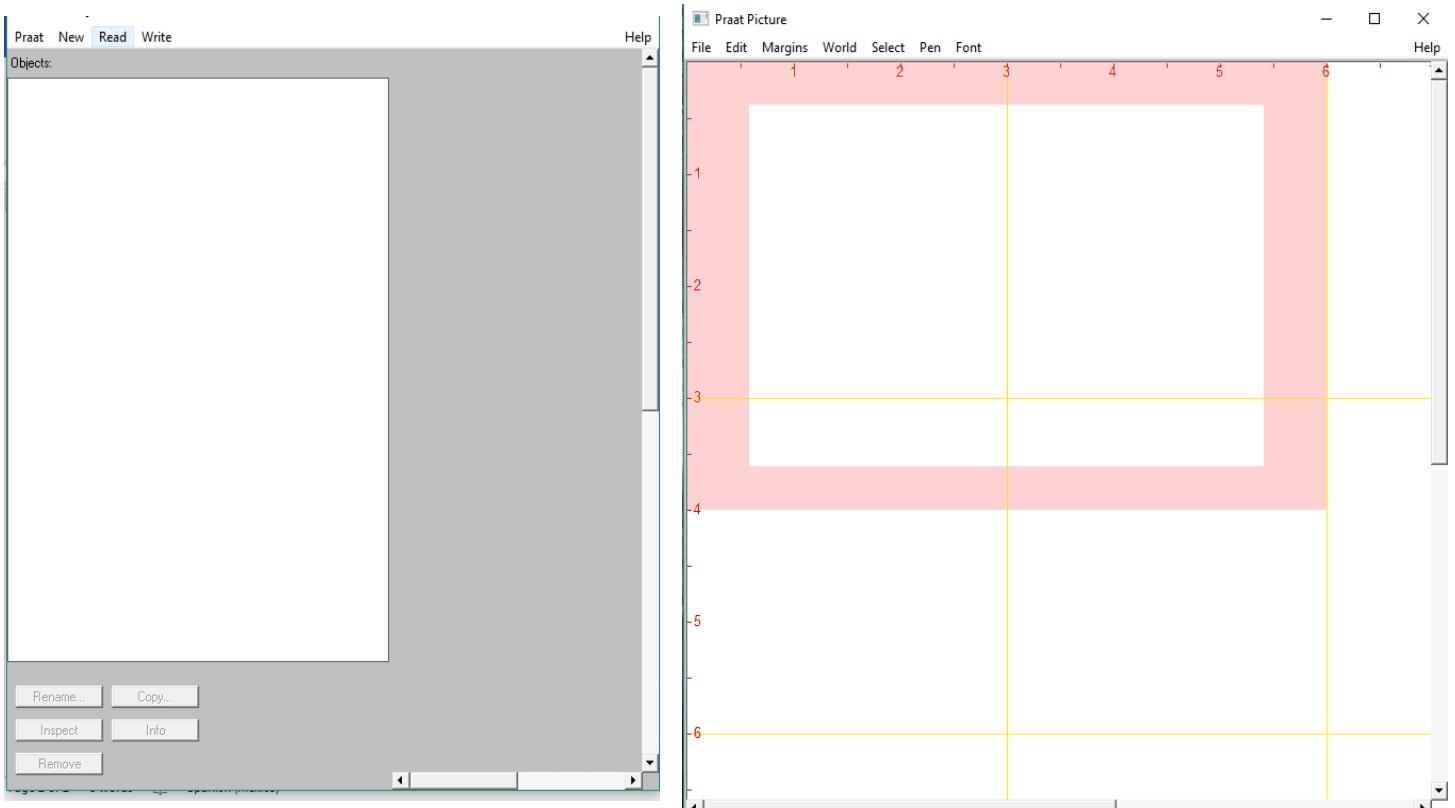 Praat New Read Write Help
Objects:
Rename... Copy...
Inspect Info
Remove
Praat Picture
File Edit Margins World Select Pen Font Help
1 2 3 4 5 6
1
2
3
4
5
6